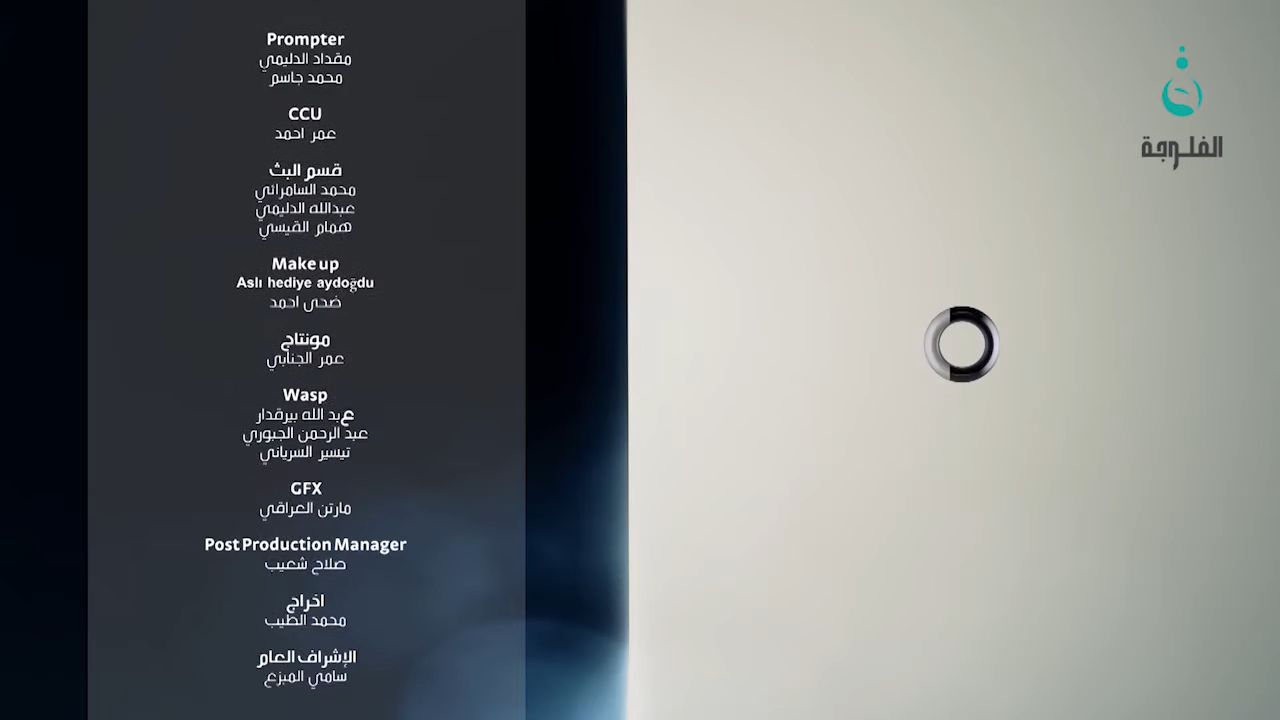 Prompter
مقداد الدليمي
محمد جاسم
CCU
عمر احمد
قسم البث
محمد السامرائي
عبدالله الدليمي
همام القيسي
Make up
Aslı hediye aydoğdu
ضحى احمد
مونتاج
عمر الجنابي
Wasp
عبد الله بيرقدار
عبد الرحمن الجبوري
تيسير السرياني
GFX
مارتن العراقي
Post Production Manager
صلاح شعيب
اخراج
محمد الطيب
الإشراف العام
سامي المبزع
الفلوجة